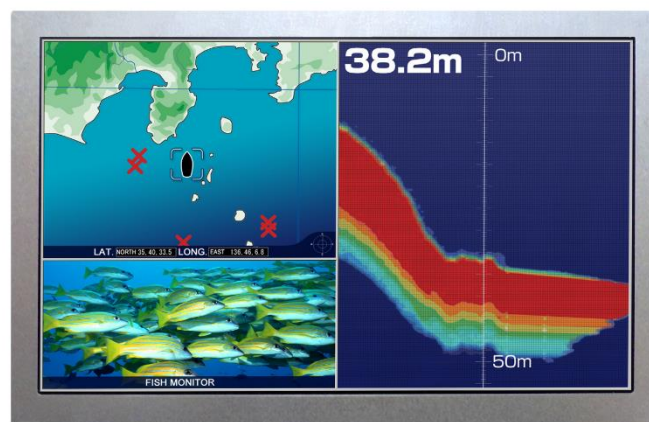 38.2m
0m
LAT. NORTH 35, 40, 33.5 LONG. EAST 136, 46, 6.8
FISH MONITOR
50m